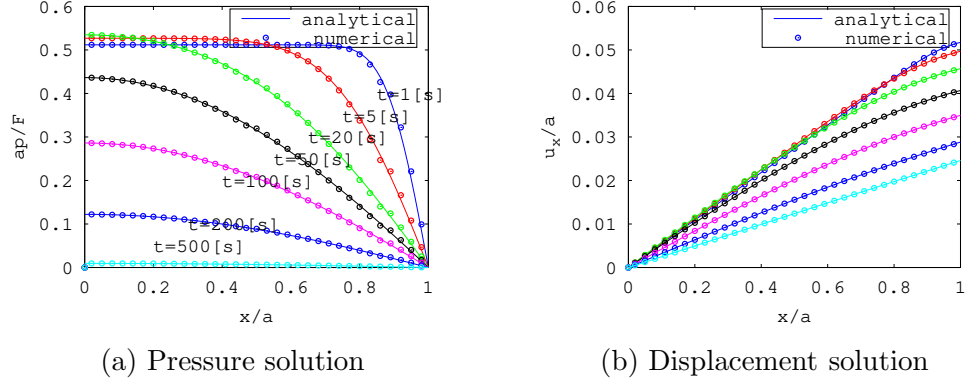 analytical
numerical
0.6
0.5
0.4
0.3
0.2
0.1
0
ap/F
t=1[s]
t=5[s]
t=20[s]
t=50[s]
t=100[s]
t=200[s]
t=500[s]
0 0.2 0.4 0.6 0.8 1
x/a
(a) Pressure solution
analytical
numerical
0.06
0.05
0.04
0.03
0.02
0.01
0
u_x/a
0 0.2 0.4 0.6 0.8 1
x/a
(b) Displacement solution